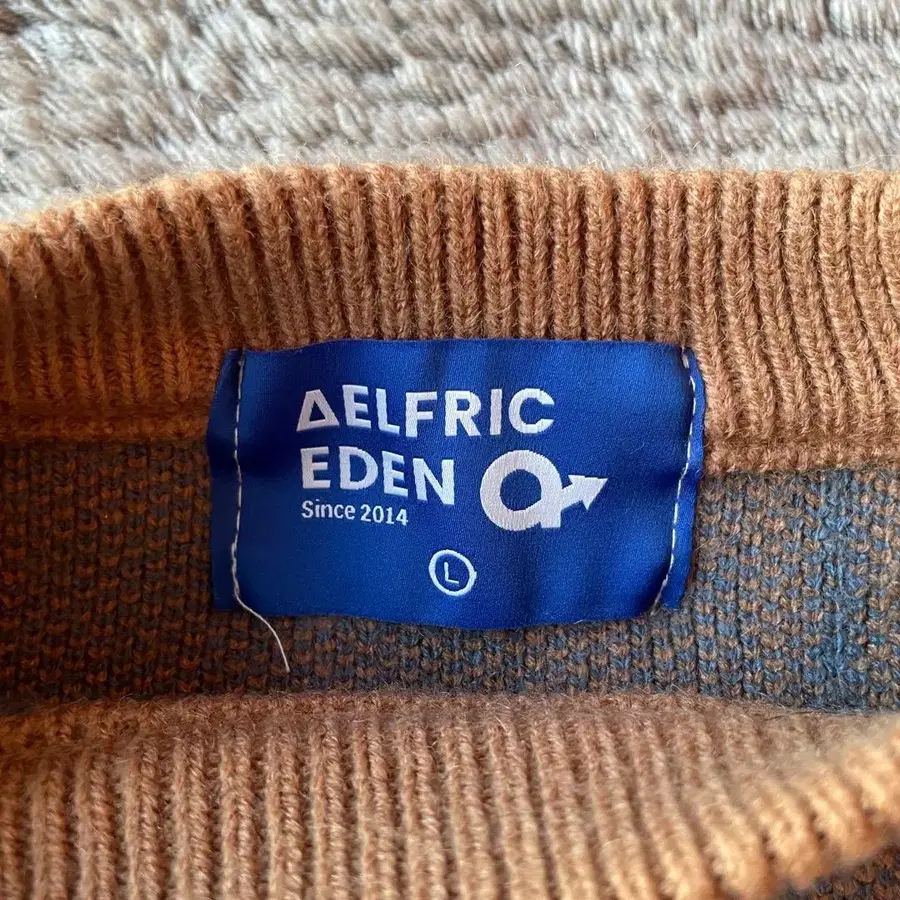 ΔELFRIC
EDEN
Since 2014
L